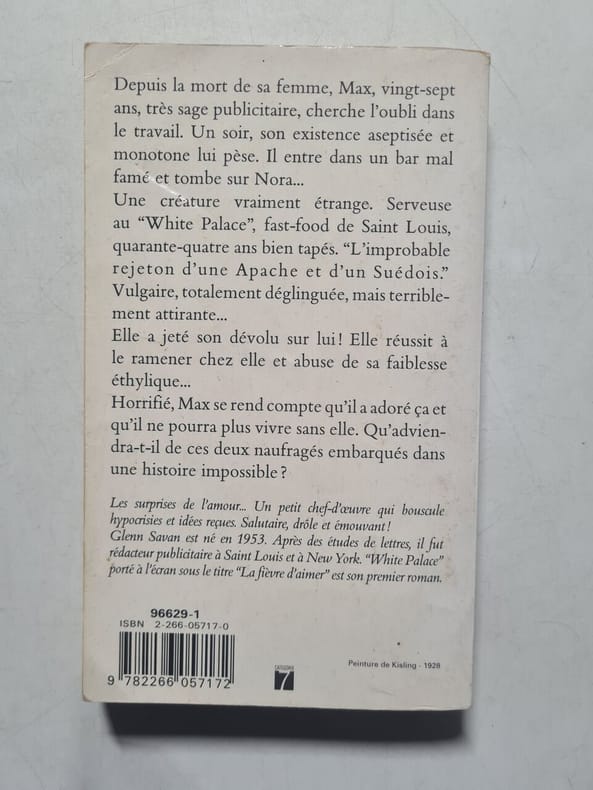 Depuis la mort de sa femme, Max, vingt-sept
ans, très sage publicitaire, cherche l'oubli dans
le travail. Un soir, son existence aseptisée et
monotone lui pèse. Il entre dans un bar mal
famé et tombe sur Nora...
Une créature vraiment étrange. Serveuse
au “White Palace”, fast-food de Saint Louis,
quarante-quatre ans bien tapés. “L'improbable
rejeton d'une Apache et d'un Suédois.”
Vulgaire, totalement déglinguée, mais terrible-
ment attirante...
Elle a jeté son dévolu sur lui ! Elle réussit à
le ramener chez elle et abuse de sa faiblesse
éthylique...
Horrifié, Max se rend compte qu'il a adoré ça et
qu'il ne pourra plus vivre sans elle. Qu'advien-
dra-t-il de ces deux naufragés embarqués dans
une histoire impossible ?
Les surprises de l'amour... Un petit chef-d'œuvre qui bouscule
hypocrisies et idées reçues. Salutaire, drôle et émouvant !
Glenn Savan est né en 1953. Après des études de lettres, il fut
rédacteur publicitaire à Saint Louis et à New York. “White Palace”
porté à l'écran sous le titre “La fièvre d'aimer” est son premier roman.
96629-1
ISBN 2-266-05717-0
9 782266 057172
CATÉGORIE
7
Peinture de Kisling - 1928